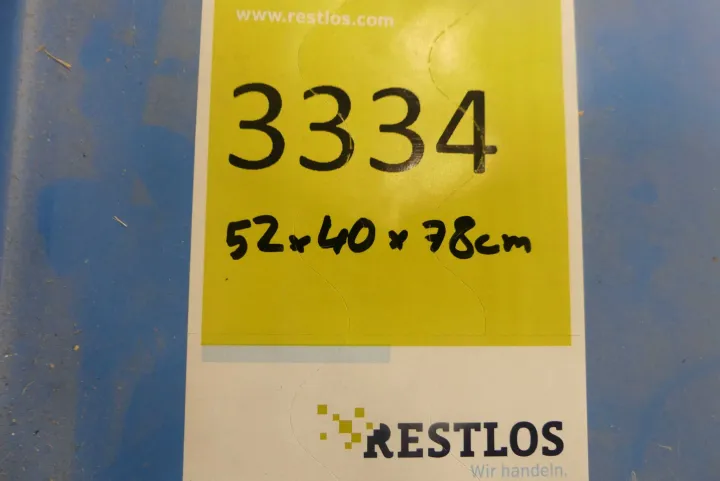 www.restlos.com
3334
52x40x78cm
RESTLOS
Wir handeln.